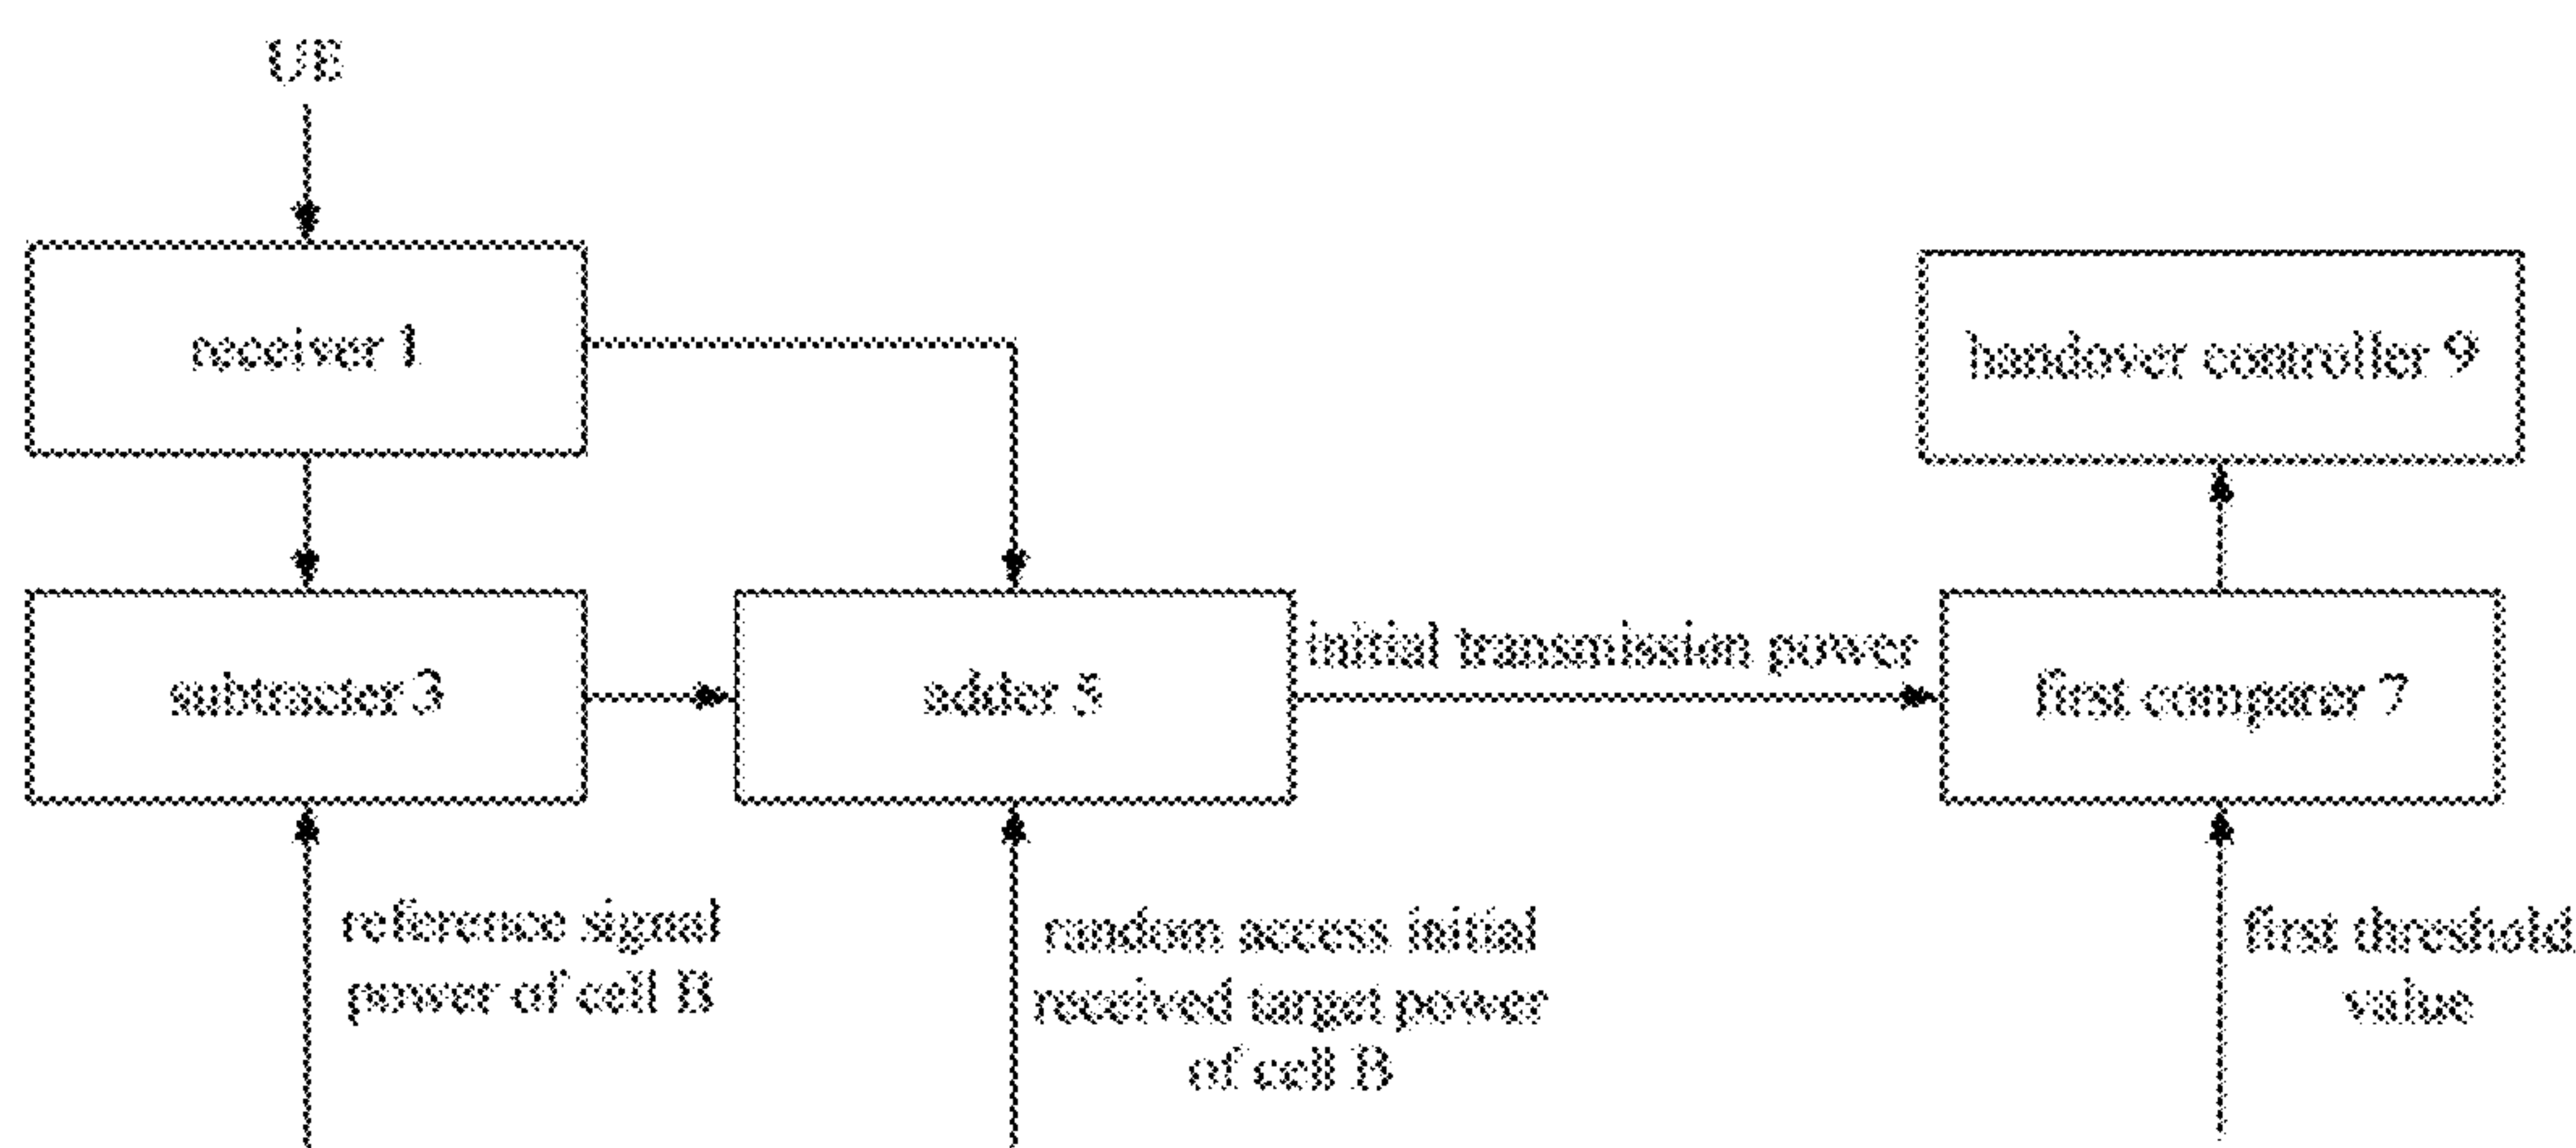 UE
receiver 1
handover controller 9
subtracter 3
adder 5
initial transmission power
first comparer 7
reference signal
power of cell B
random access initial
received target power
of cell B
first threshold
value